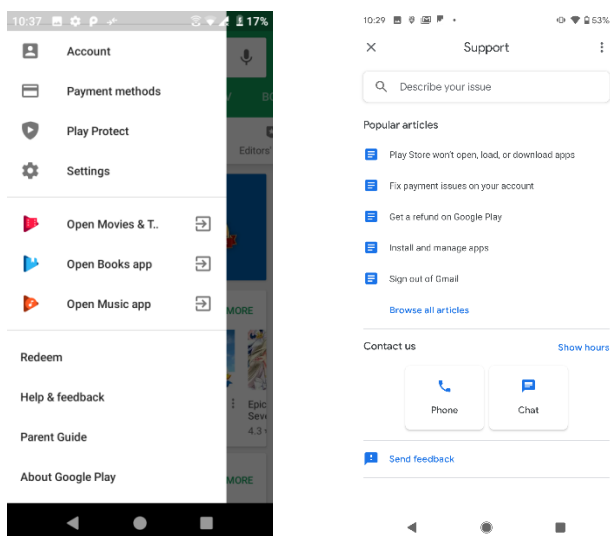 10:37
17%
Account
Payment methods
Play Protect
Settings
Editors'
Open Movies & T..
Open Books app
Open Music app
MORE
Redeem
Help & feedback
Epic
Seve
4.3
Parent Guide
About Google Play
MORE
10:29
63%
Support
Describe your issue
Popular articles
Play Store won't open, load, or download apps
Fix payment issues on your account
Get a refund on Google Play
Install and manage apps
Sign out of Gmail
Browse all articles
Contact us
Show hours
Phone
Chat
Send feedback